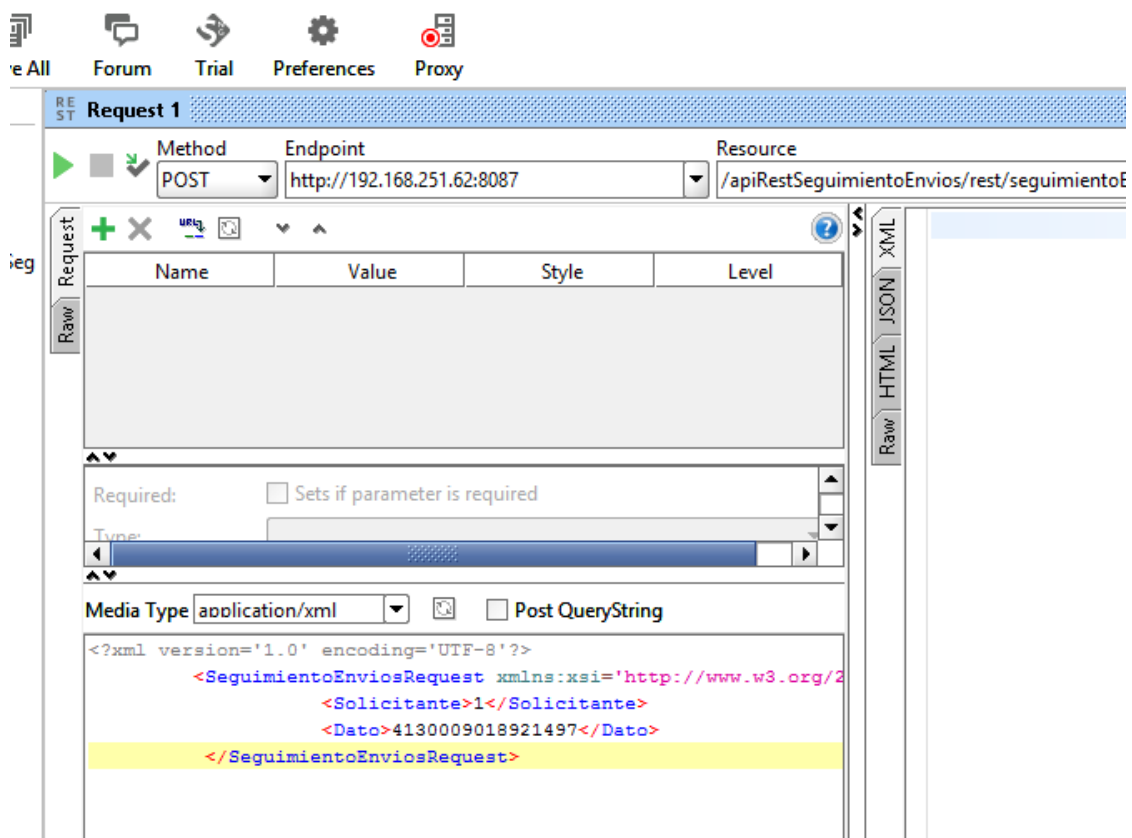 re All Forum Trial Preferences Proxy
REST Request 1
Method Endpoint Resource
POST http://192.168.251.62:8087 /apiRestSeguimientoEnvios/rest/seguimientoE
Seg
Request
Raw
Name Value Style Level
Required: Sets if parameter is required
Type:
Media Type application/xml Post QueryString
<?xml version='1.0' encoding='UTF-8'?>
<SeguimientoEnviosRequest xmlns:xsi='http://www.w3.org/2
<Solicitante>1</Solicitante>
<Dato>4130009018921497</Dato>
</SeguimientoEnviosRequest>
XML
JSON
HTML
Raw